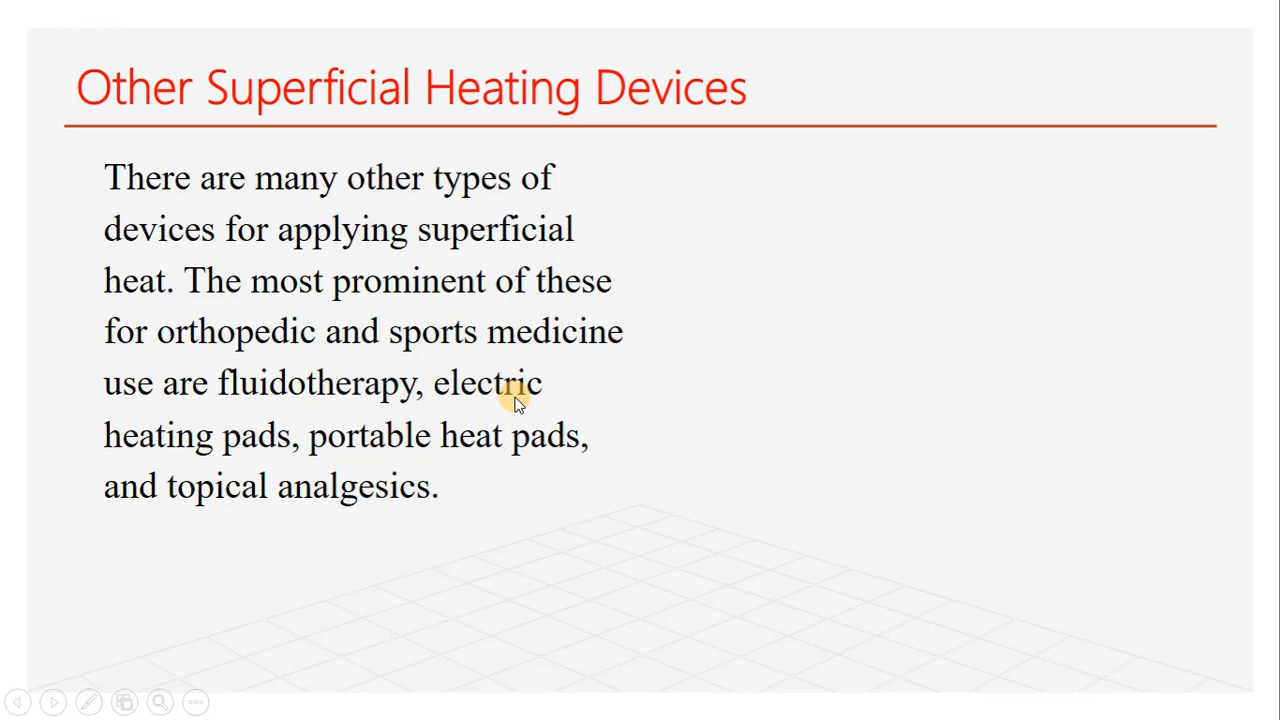 Other Superficial Heating Devices
There are many other types of
devices for applying superficial
heat. The most prominent of these
for orthopedic and sports medicine
use are fluidotherapy, electric
heating pads, portable heat pads,
and topical analgesics.